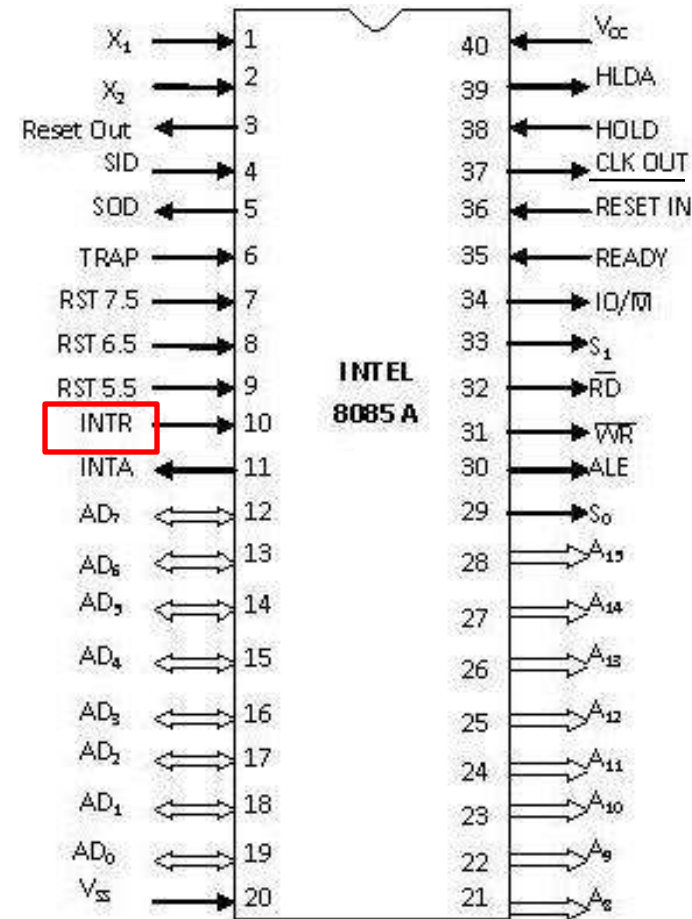 X₁ 1 40 Vcc
X₂ 2 39 HLDA
Reset Out 3 38 HOLD
SID 4 37 CLK OUT
SOD 5 36 RESET IN
TRAP 6 35 READY
RST 7.5 7 34 IO/M̅
RST 6.5 8 33 S₁
RST 5.5 9 32 R̅D̅
INTEL
8085 A
INTR 10 31 W̅R̅
INTA 11 30 ALE
AD₇ 12 29 S₀
AD₆ 13 28 A₁₅
AD₅ 14 27 A₁₄
AD₄ 15 26 A₁₃
AD₃ 16 25 A₁₂
AD₂ 17 24 A₁₁
AD₁ 18 23 A₁₀
AD₀ 19 22 A₉
Vss 20 21 A₈